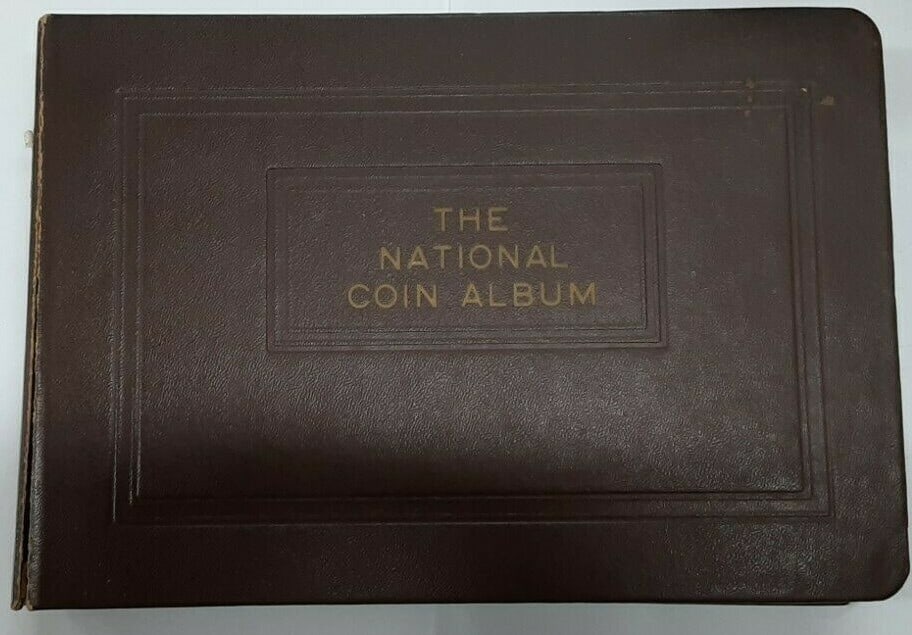 THE
NATIONAL
COIN ALBUM